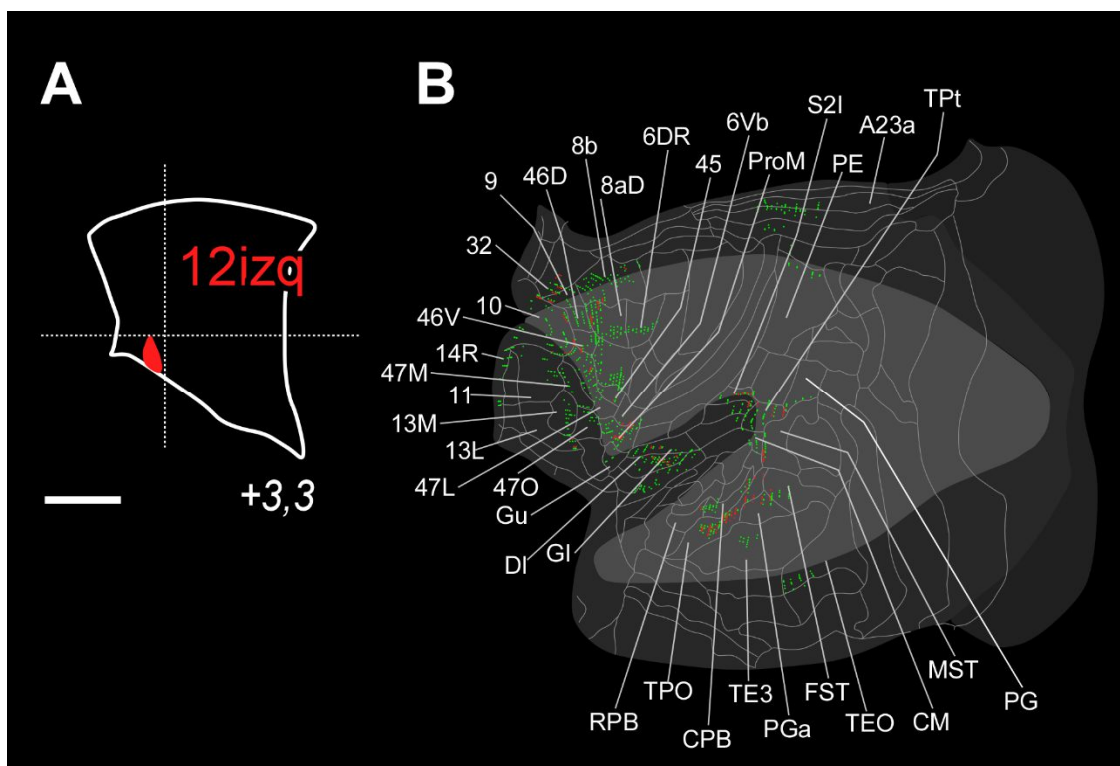 A
12izq
+3,3
B
9
46D
8b
8aD
6DR
45
6Vb
ProM
S2I
PE
A23a
TPt
32
10
46V
14R
47M
11
13M
13L
47L
47O
Gu
DI
GI
RPB
TPO
CPB
TE3
PGa
FST
TEO
CM
MST
PG